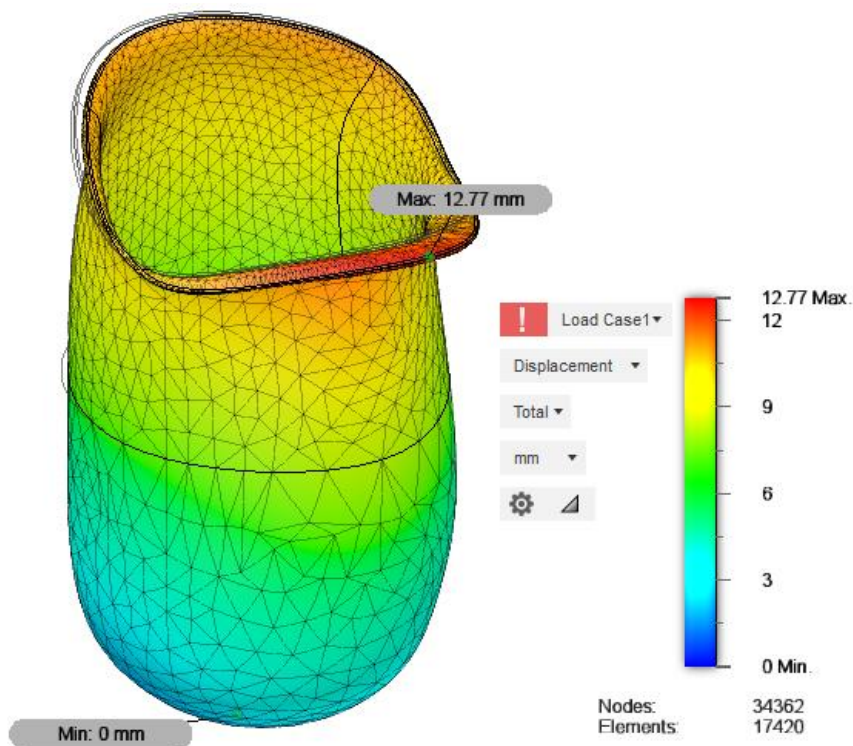 Max: 12.77 mm
! Load Case1
Displacement
Total
mm
12.77 Max.
12
9
6
3
0 Min.
Nodes: 34362
Elements: 17420
Min: 0 mm